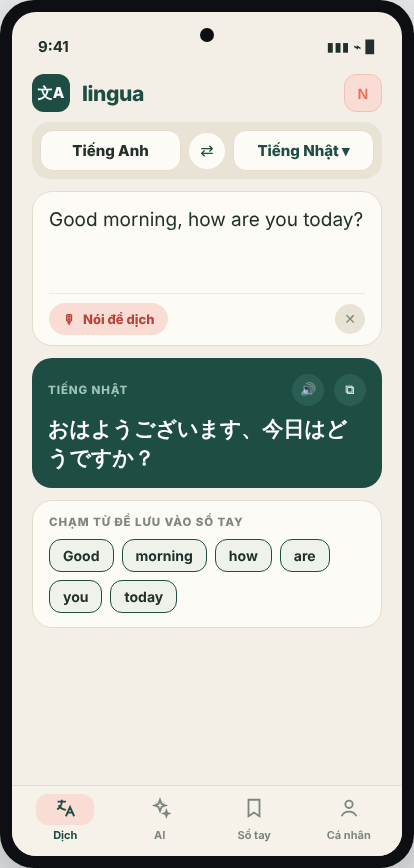 9:41
文A lingua N
Tiếng Anh ⇄ Tiếng Nhật ▾
Good morning, how are you today?
Nói để dịch ✕
TIẾNG NHẬT
おはようございます、今日はど
うですか？
CHẠM TỪ ĐỂ LƯU VÀO SỔ TAY
Good morning how are
you today
Dịch AI Sổ tay Cá nhân